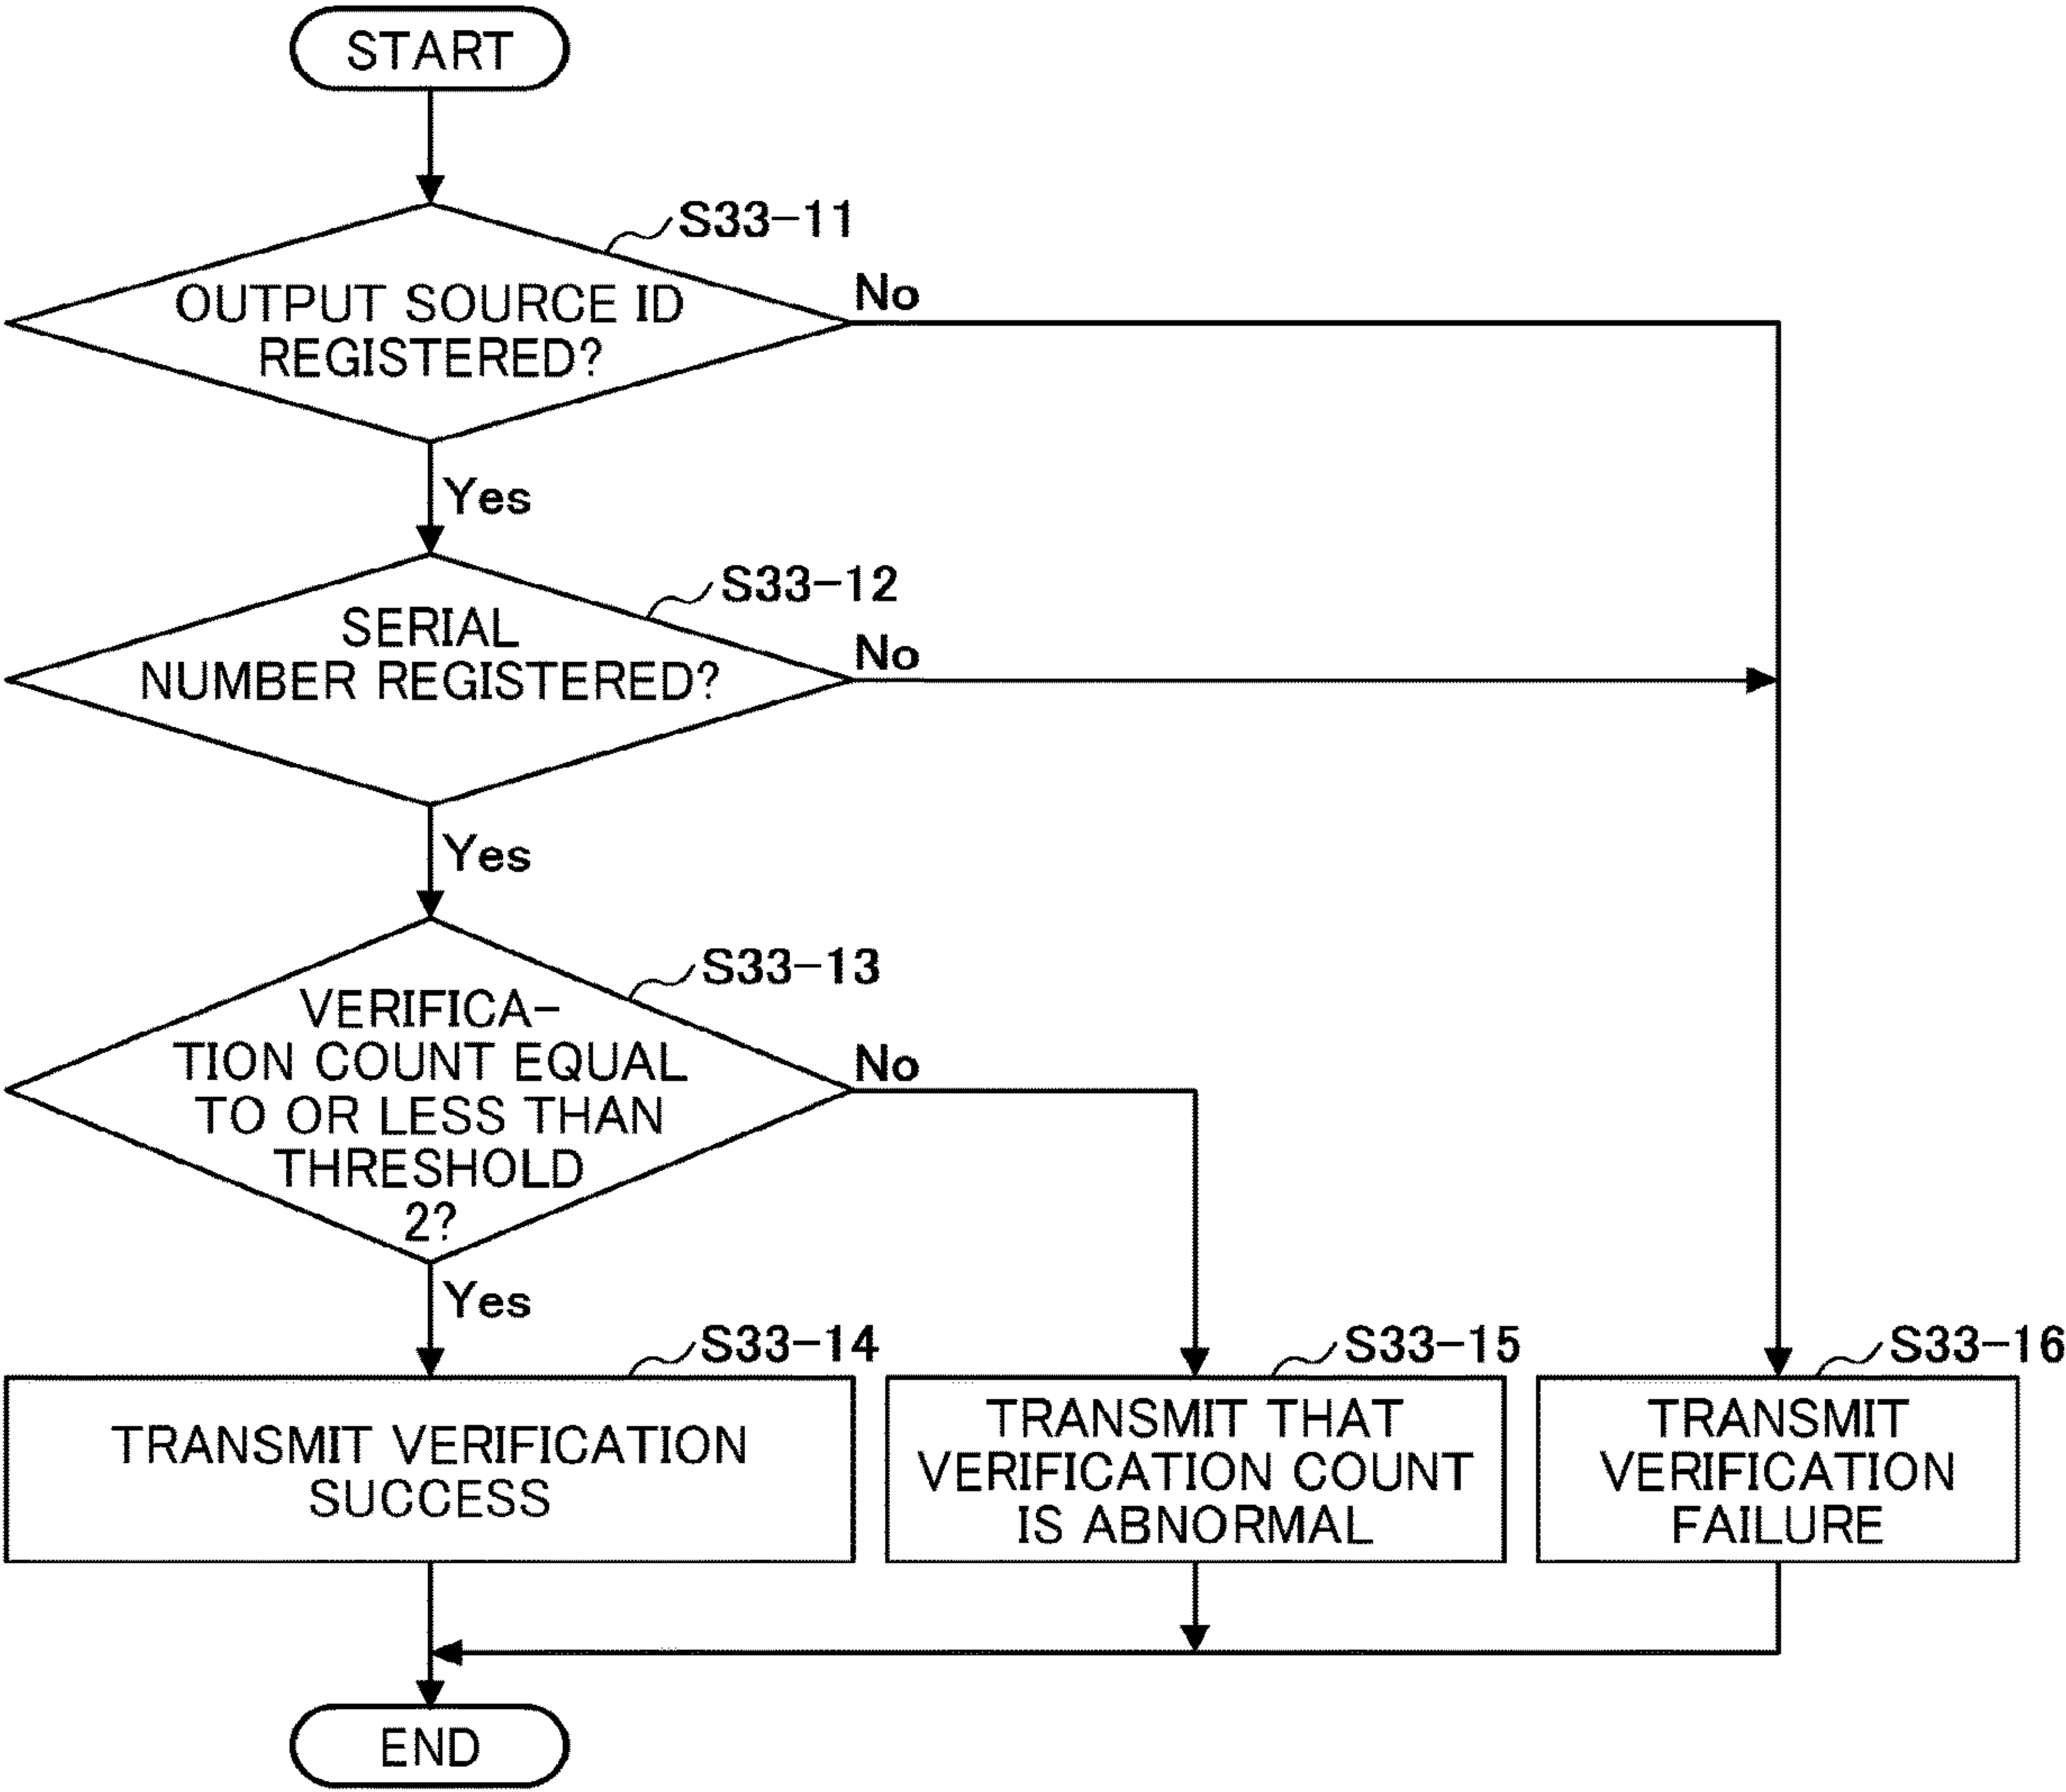 START
S33-11
OUTPUT SOURCE ID
REGISTERED?
No
Yes
S33-12
SERIAL
NUMBER REGISTERED?
No
Yes
S33-13
VERIFICA-
TION COUNT EQUAL
TO OR LESS THAN
THRESHOLD
2?
No
Yes
S33-14
TRANSMIT VERIFICATION
SUCCESS
S33-15
TRANSMIT THAT
VERIFICATION COUNT
IS ABNORMAL
S33-16
TRANSMIT
VERIFICATION
FAILURE
END